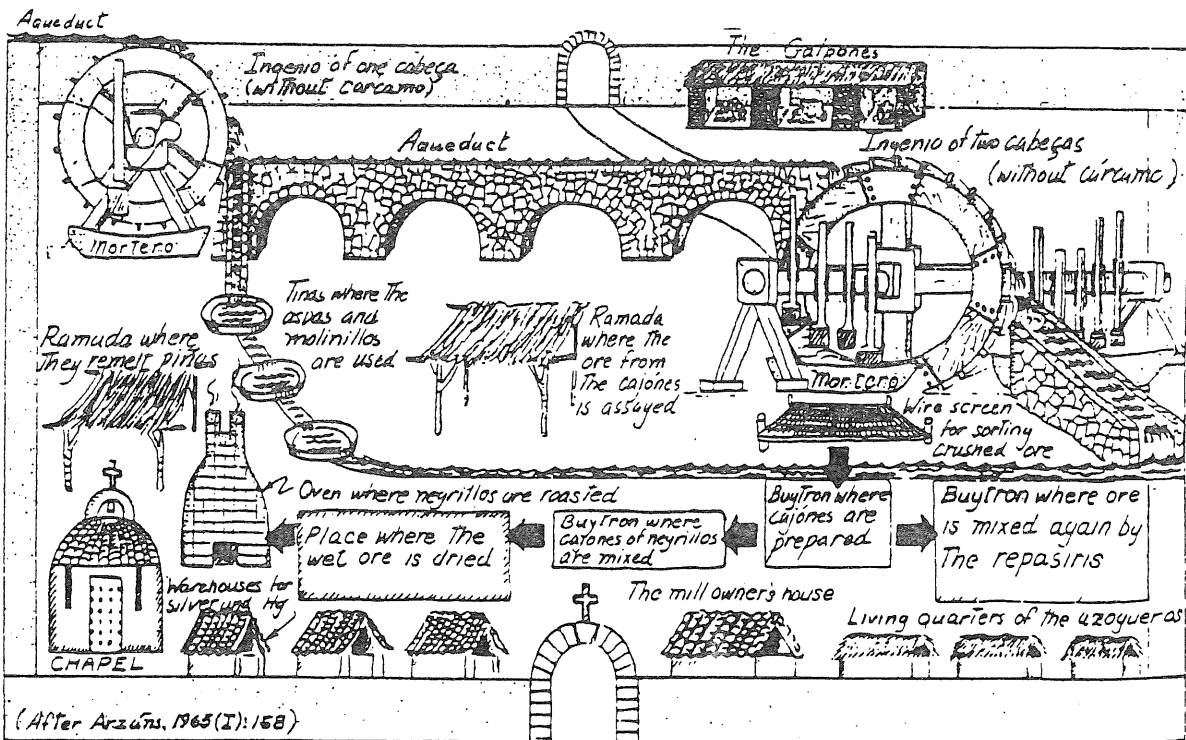 Aqueduct
Ingenio of one cabeça
(without carcamo)
The Galpones
Aqueduct
Ingenio of two cabeças
(without cárcamo)
Mortero
Tinas where the
aspas and
molinillos
are used
Ramada where
they remelt piñas
Ramada
where the
ore from
the cajones
is assayed
Mortero
Wire screen
for sorting
crushed ore
Oven where negrillos are roasted
Place where the
wet ore is dried
Buytron where
cajones of negrillos
are mixed
Buytron where
cajónes are
prepared
Buytron where ore
is mixed again by
The repasiris
Warehouses for
silver and Hg
The mill owner's house
Living quarters of the azogueros
CHAPEL
(After Arzáns, 1965(I):168)